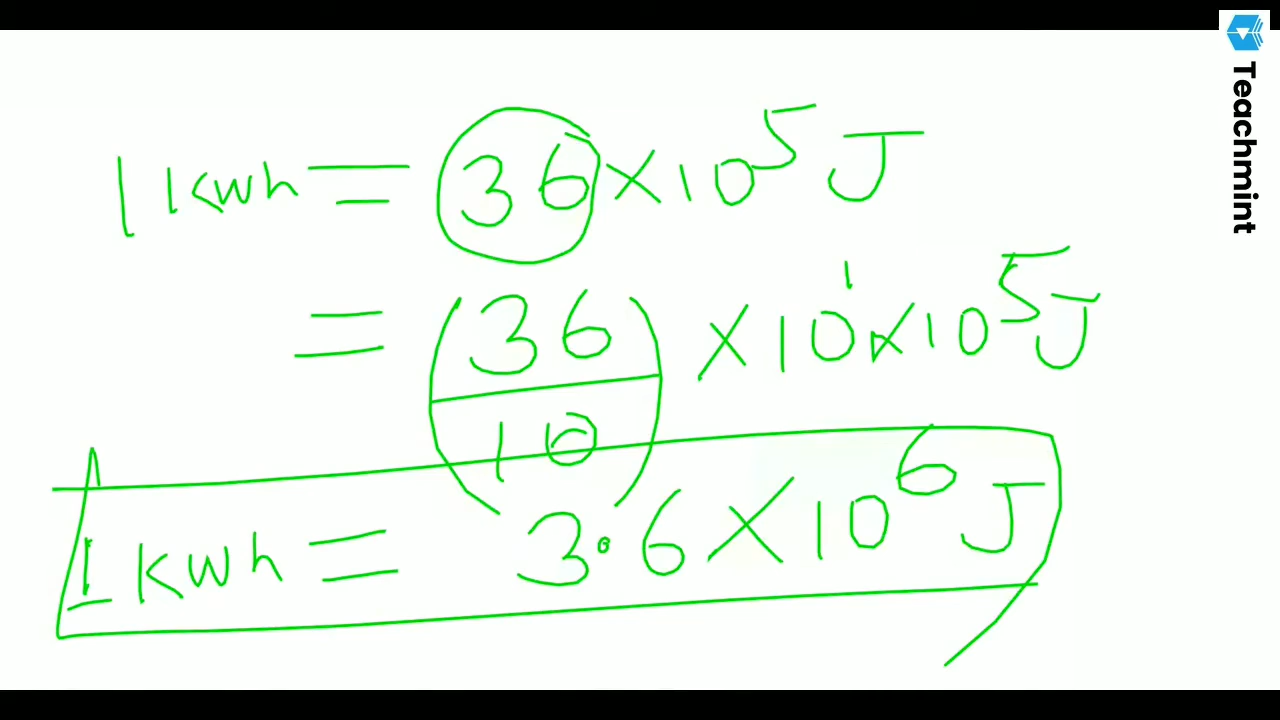 1 kwh = 36 × 10⁵ J
= (36/10) × 10¹ × 10⁵ J
1 kwh = 3.6 × 10⁶ J
Teachmint